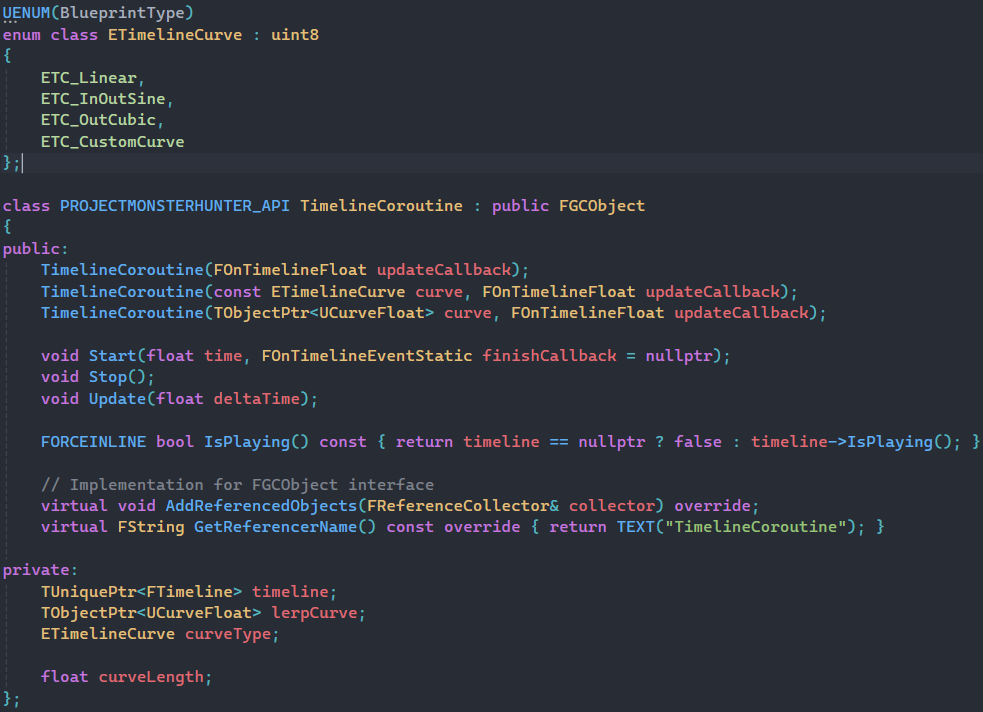 UENUM(BlueprintType)
enum class ETimelineCurve : uint8
{
    ETC_Linear,
    ETC_InOutSine,
    ETC_OutCubic,
    ETC_CustomCurve
};

class PROJECTMONSTERHUNTER_API TimelineCoroutine : public FGCObject
{
public:
    TimelineCoroutine(FOnTimelineFloat updateCallback);
    TimelineCoroutine(const ETimelineCurve curve, FOnTimelineFloat updateCallback);
    TimelineCoroutine(TObjectPtr<UCurveFloat> curve, FOnTimelineFloat updateCallback);

    void Start(float time, FOnTimelineEventStatic finishCallback = nullptr);
    void Stop();
    void Update(float deltaTime);

    FORCEINLINE bool IsPlaying() const { return timeline == nullptr ? false : timeline->IsPlaying(); }

    // Implementation for FGCObject interface
    virtual void AddReferencedObjects(FReferenceCollector& collector) override;
    virtual FString GetReferencerName() const override { return TEXT("TimelineCoroutine"); }

private:
    TUniquePtr<FTimeline> timeline;
    TObjectPtr<UCurveFloat> lerpCurve;
    ETimelineCurve curveType;

    float curveLength;
};